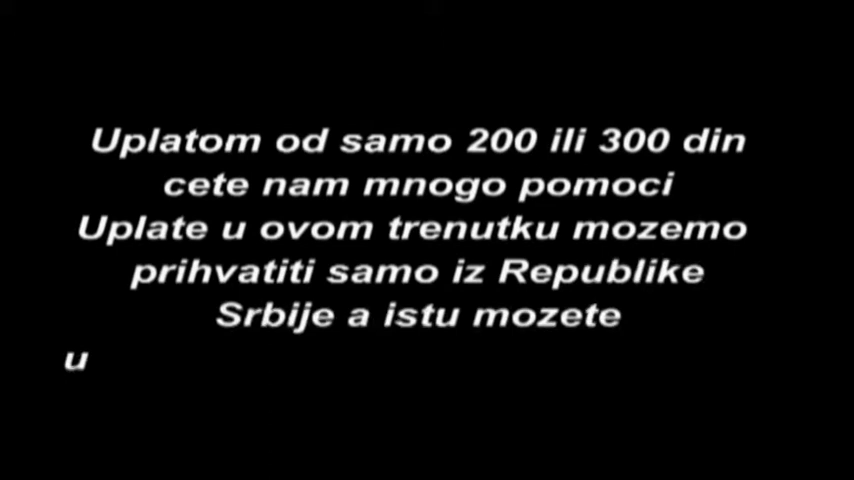 Uplatom od samo 200 ili 300 din
cete nam mnogo pomoci
Uplate u ovom trenutku mozemo
prihvatiti samo iz Republike
Srbije a istu mozete
u